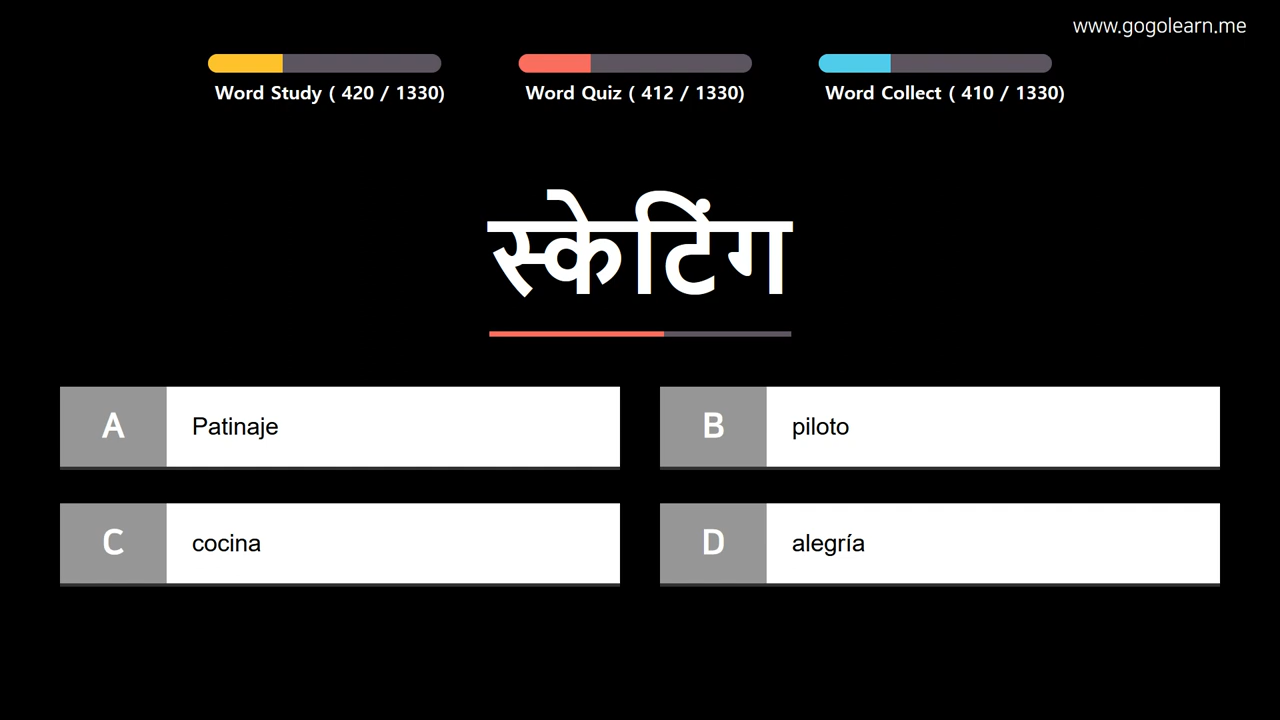 www.gogolearn.me
Word Study ( 420 / 1330)
Word Quiz ( 412 / 1330)
Word Collect ( 410 / 1330)
स्केटिंग
A Patinaje
B piloto
C cocina
D alegría